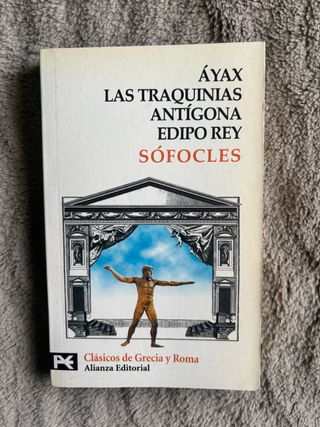 ÁYAX
LAS TRAQUINIAS
ANTÍGONA
EDIPO REY
SÓFOCLES
Clásicos de Grecia y Roma
Alianza Editorial